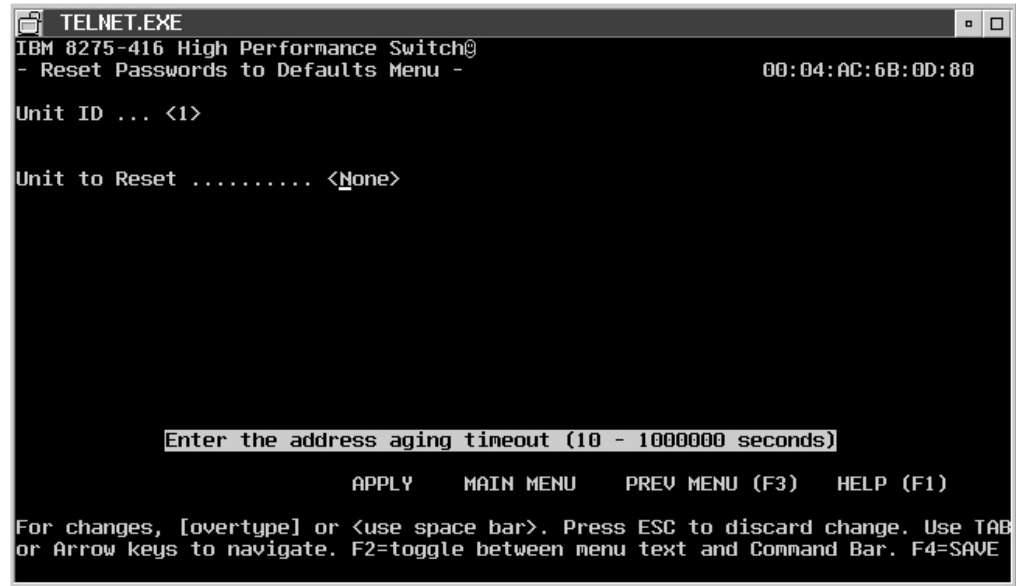 TELNET.EXE
IBM 8275-416 High Performance Switch@
- Reset Passwords to Defaults Menu - 00:04:AC:6B:0D:80
Unit ID ... <1>
Unit to Reset .......... <None>
Enter the address aging timeout (10 - 1000000 seconds)
APPLY MAIN MENU PREV MENU (F3) HELP (F1)
For changes, [overtype] or <use space bar>. Press ESC to discard change. Use TAB
or Arrow keys to navigate. F2=toggle between menu text and Command Bar. F4=SAVE